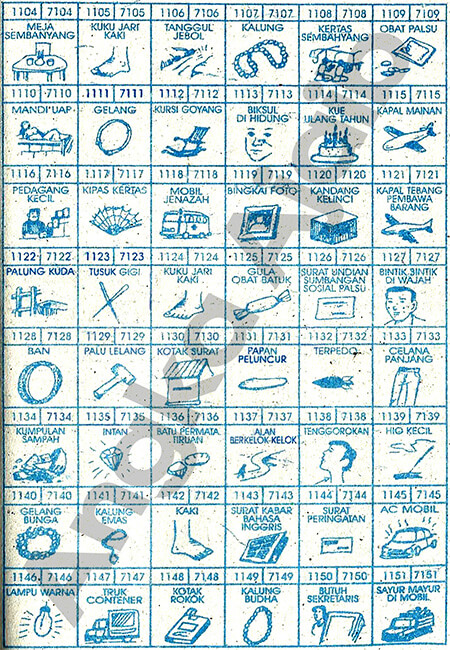 1104 7104 1105 7105 1106 7106 1107 7107 1108 7108 1109 7109
MEJA SEMBANYANG
KUKU JARI KAKI
TANGGUL JEBOL
KALUNG
KERTAS SEMBAHYANG
OBAT PALSU
1110 7110 1111 7111 1112 7112 1113 7113 1114 7114 1115 7115
MANDI UAP
GELANG
KURSI GOYANG
BIKSUL DI HIDUNG
KUE ULANG TAHUN
KAPAL MAINAN
1116 7116 1117 7117 1118 7118 1119 7119 1120 7120 1121 7121
PEDAGANG KECIL
KIPAS KERTAS
MOBIL JENAZAH
BINGKAI FOTO
KANDANG KELINCI
KAPAL TEBANG PEMBAWA BARANG
1122 7122 1123 7123 1124 7124 1125 7125 1126 7126 1127 7127
PALUNG KUDA
TUSUK GIGI
KUKU JARI KAKI
GULA OBAT BATUK
SURAT UNDIAN SUMBANGAN SOSIAL PALSU
BINTIK BINTIK DI WAJAH
1128 7128 1129 7129 1130 7130 1131 7131 1132 7132 1133 7133
BAN
PALU LELANG
KOTAK SURAT
PAPAN PELUNCUR
TERPEDO
CELANA PANJANG
1134 7134 1135 7135 1136 7136 1137 7137 1138 7138 1139 7139
KUMPULAN SAMPAH
INTAN
BATU PERMATA TIRUAN
JALAN BERKELOK-KELOK
TENGGOROKAN
HIO KECIL
1140 7140 1141 7141 1142 7142 1143 7143 1144 7144 1145 7145
GELANG BUNGA
KALUNG EMAS
KAKI
SURAT KABAR BAHASA INGGRIS
SURAT PERINGATAN
AC MOBIL
1146 7146 1147 7147 1148 7148 1149 7149 1150 7150 1151 7151
LAMPU WARNA
TRUK CONTENER
KOTAK ROKOK
KALUNG BUDHA
BUTUH SEKRETARIS
SAYUR MAYUR DI MOBIL